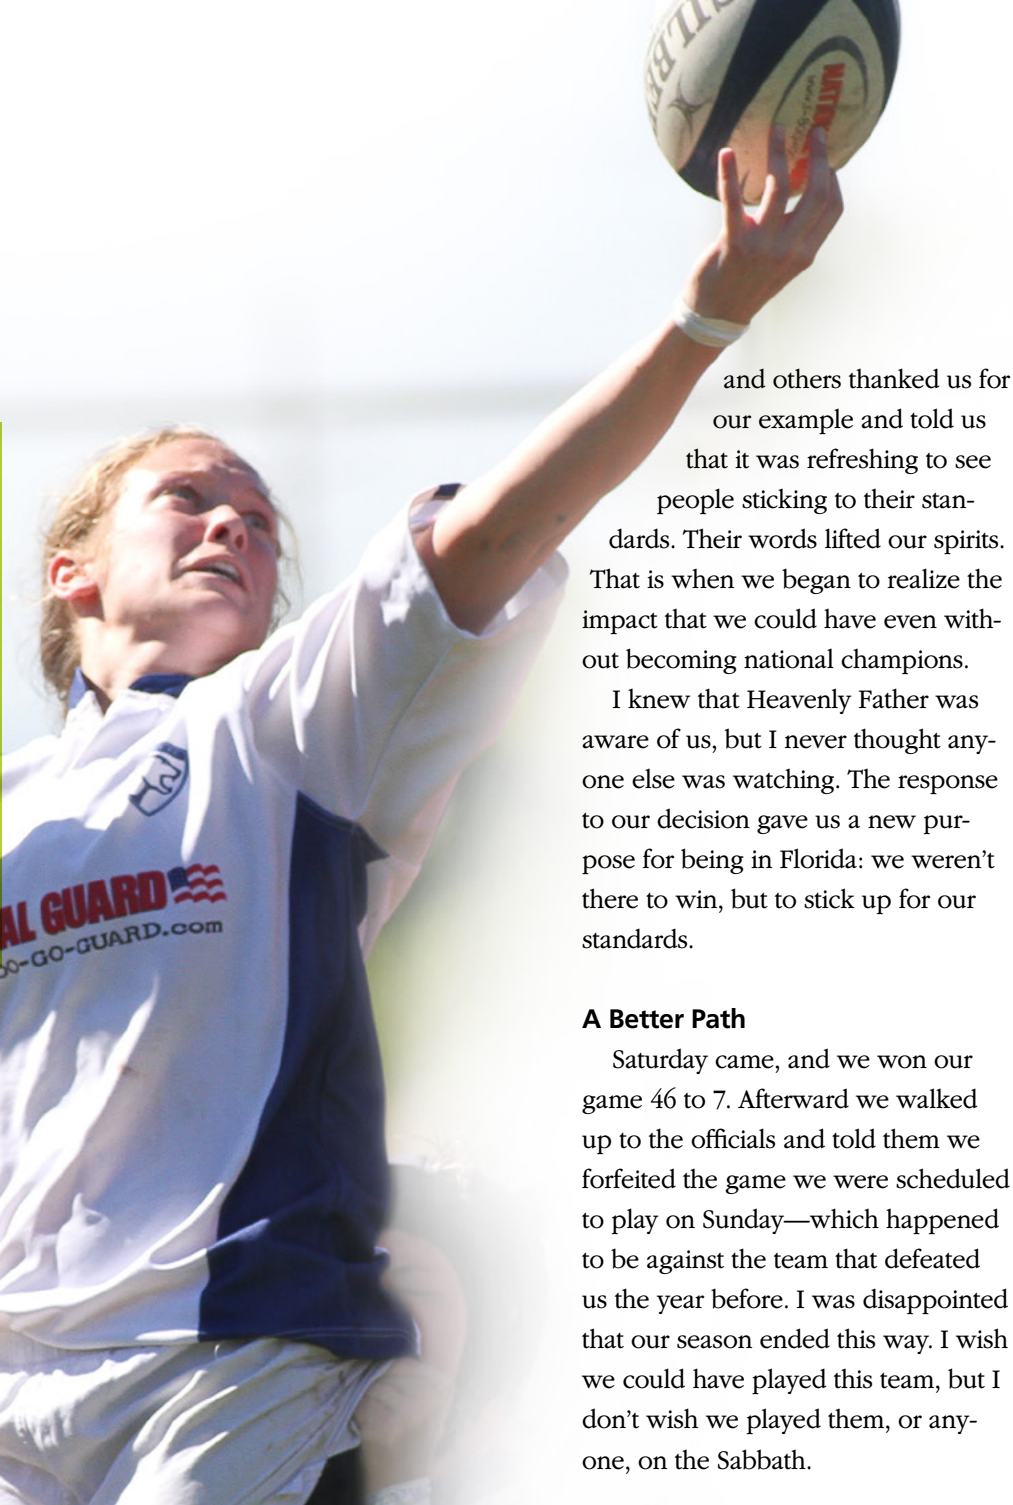 and others thanked us for
our example and told us
that it was refreshing to see
people sticking to their stan-
dards. Their words lifted our spirits.
That is when we began to realize the
impact that we could have even with-
out becoming national champions.
I knew that Heavenly Father was
aware of us, but I never thought any-
one else was watching. The response
to our decision gave us a new pur-
pose for being in Florida: we weren't
there to win, but to stick up for our
standards.
A Better Path
Saturday came, and we won our
game 46 to 7. Afterward we walked
up to the officials and told them we
forfeited the game we were scheduled
to play on Sunday—which happened
to be against the team that defeated
us the year before. I was disappointed
that our season ended this way. I wish
we could have played this team, but I
don't wish we played them, or any-
one, on the Sabbath.
AL GUARD
OO-GO-GUARD.com